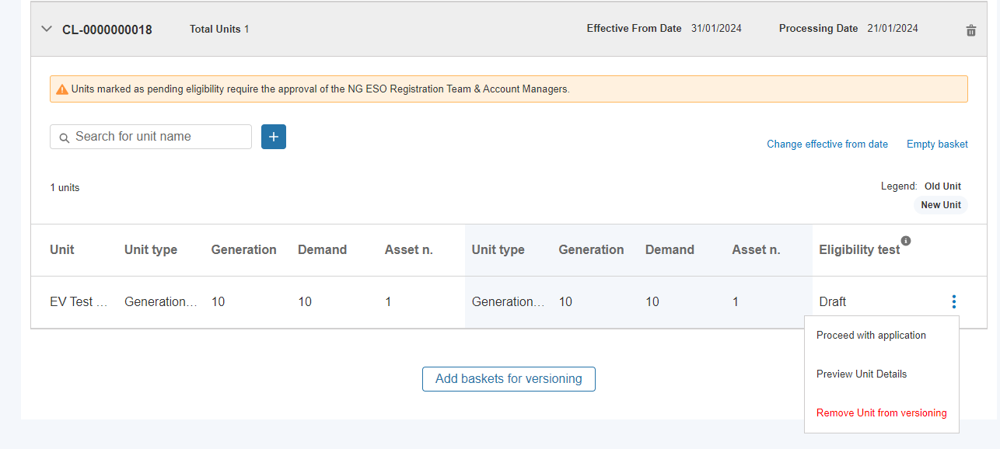 CL-0000000018 Total Units 1 Effective From Date 31/01/2024 Processing Date 21/01/2024
Units marked as pending eligibility require the approval of the NG ESO Registration Team & Account Managers.
Search for unit name +
Change effective from date Empty basket
1 units
Legend: Old Unit
New Unit
Unit Unit type Generation Demand Asset n. Unit type Generation Demand Asset n. Eligibility test
EV Test ... Generation... 10 10 1 Generation... 10 10 1 Draft
Proceed with application
Preview Unit Details
Add baskets for versioning
Remove Unit from versioning